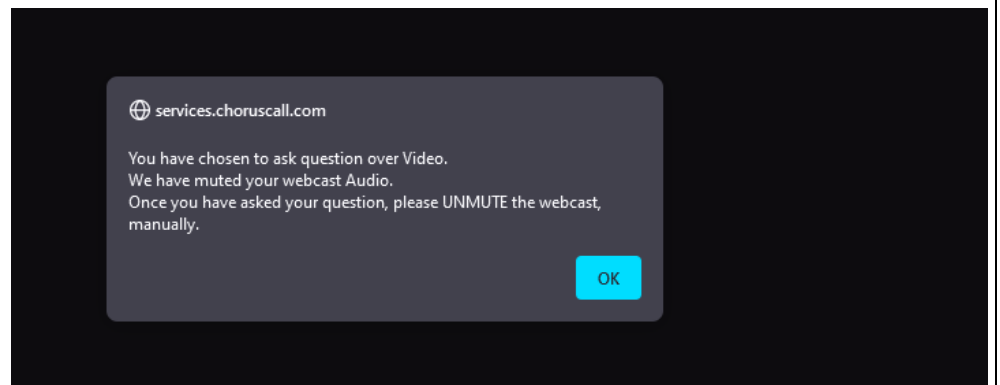 services.choruscall.com
You have chosen to ask question over Video.
We have muted your webcast Audio.
Once you have asked your question, please UNMUTE the webcast,
manually.
OK